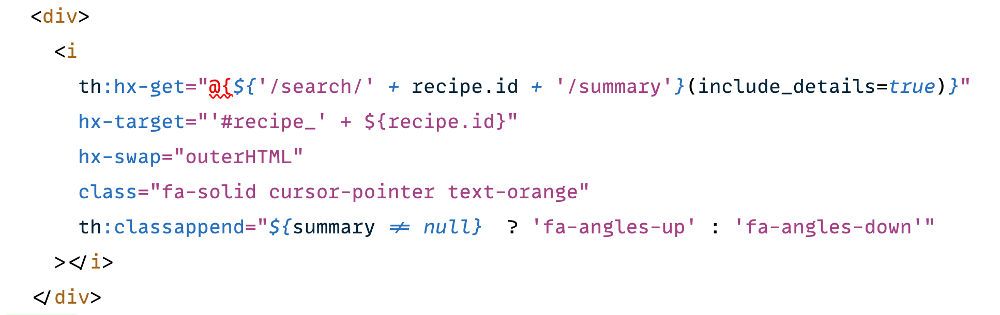 <div>
<i
th:hx-get="@{${'/search/' + recipe.id + '/summary'}(include_details=true)}"
hx-target="'#recipe_' + ${recipe.id}"
hx-swap="outerHTML"
class="fa-solid cursor-pointer text-orange"
th:classappend="${summary != null}  ? 'fa-angles-up' : 'fa-angles-down'"
></i>
</div>